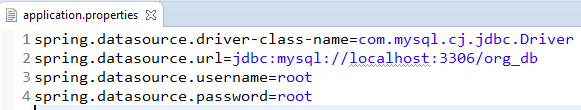 application.properties
1 spring.datasource.driver-class-name=com.mysql.cj.jdbc.Driver
2 spring.datasource.url=jdbc:mysql://localhost:3306/org_db
3 spring.datasource.username=root
4 spring.datasource.password=root